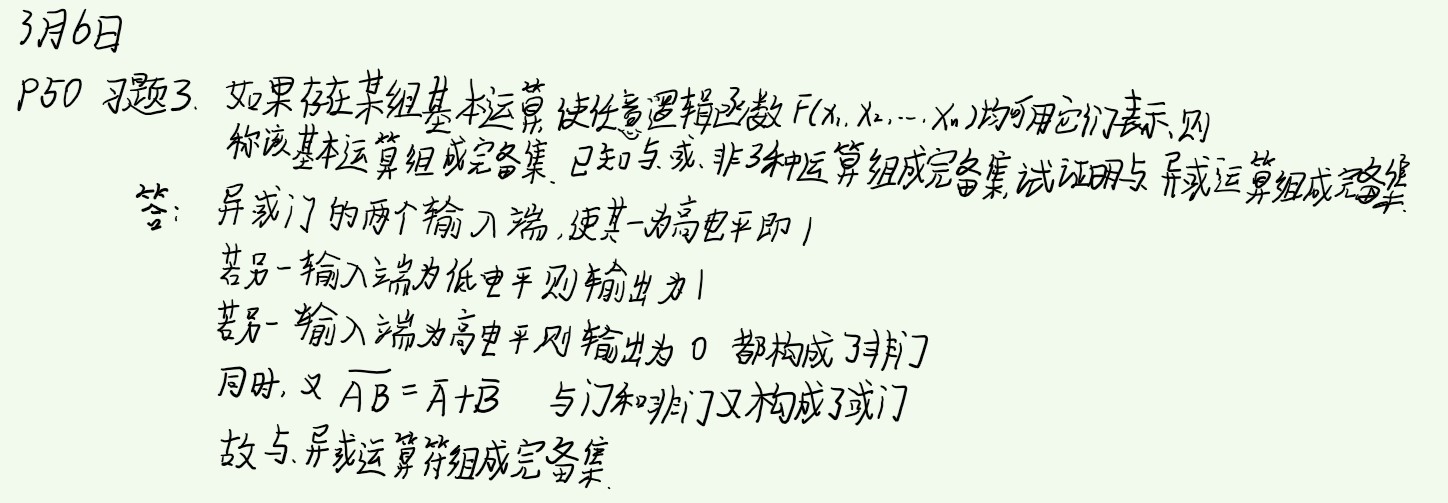 3月6日
P50 习题3. 如果存在某组基本运算,使任意逻辑函数 F(x₁, x₂, …, xₙ)均可用它们表示,则
称该基本运算组成完备集. 已知与、或、非3种运算组成完备集,试证明与、异或运算组成完备集.
答: 异或门的两个输入端,使其一为高电平即1
若另一输入端为低电平则输出为1
若另一输入端为高电平则输出为0 都构成了非门
同时, 又 \overline{AB} = \overline{A}+\overline{B} 与门和非门又构成了或门
故与、异或运算符组成完备集.